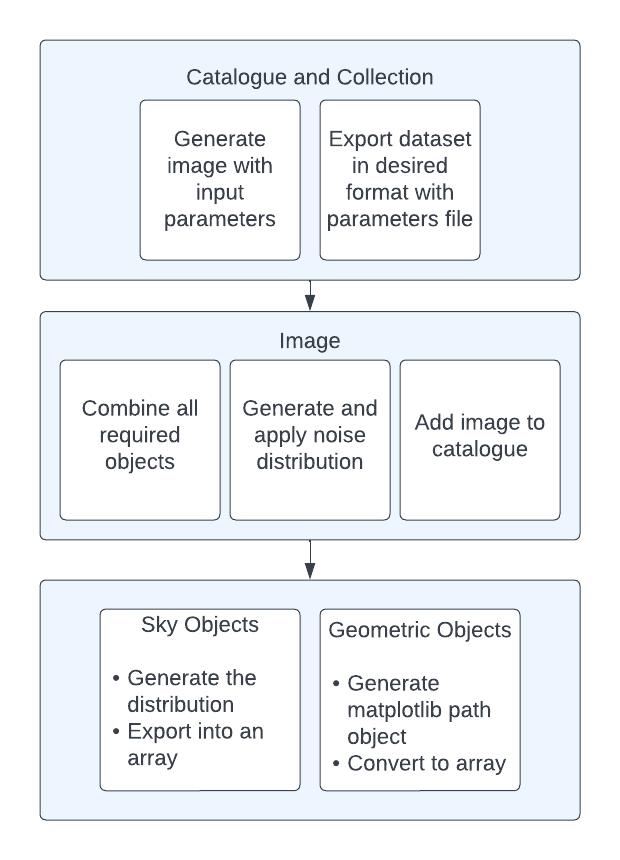 Catalogue and Collection
Generate
image with
input
parameters
Export dataset
in desired
format with
parameters file
Image
Combine all
required
objects
Generate and
apply noise
distribution
Add image to
catalogue
Sky Objects
• Generate the
distribution
• Export into an
array
Geometric Objects
• Generate
matplotlib path
object
• Convert to array